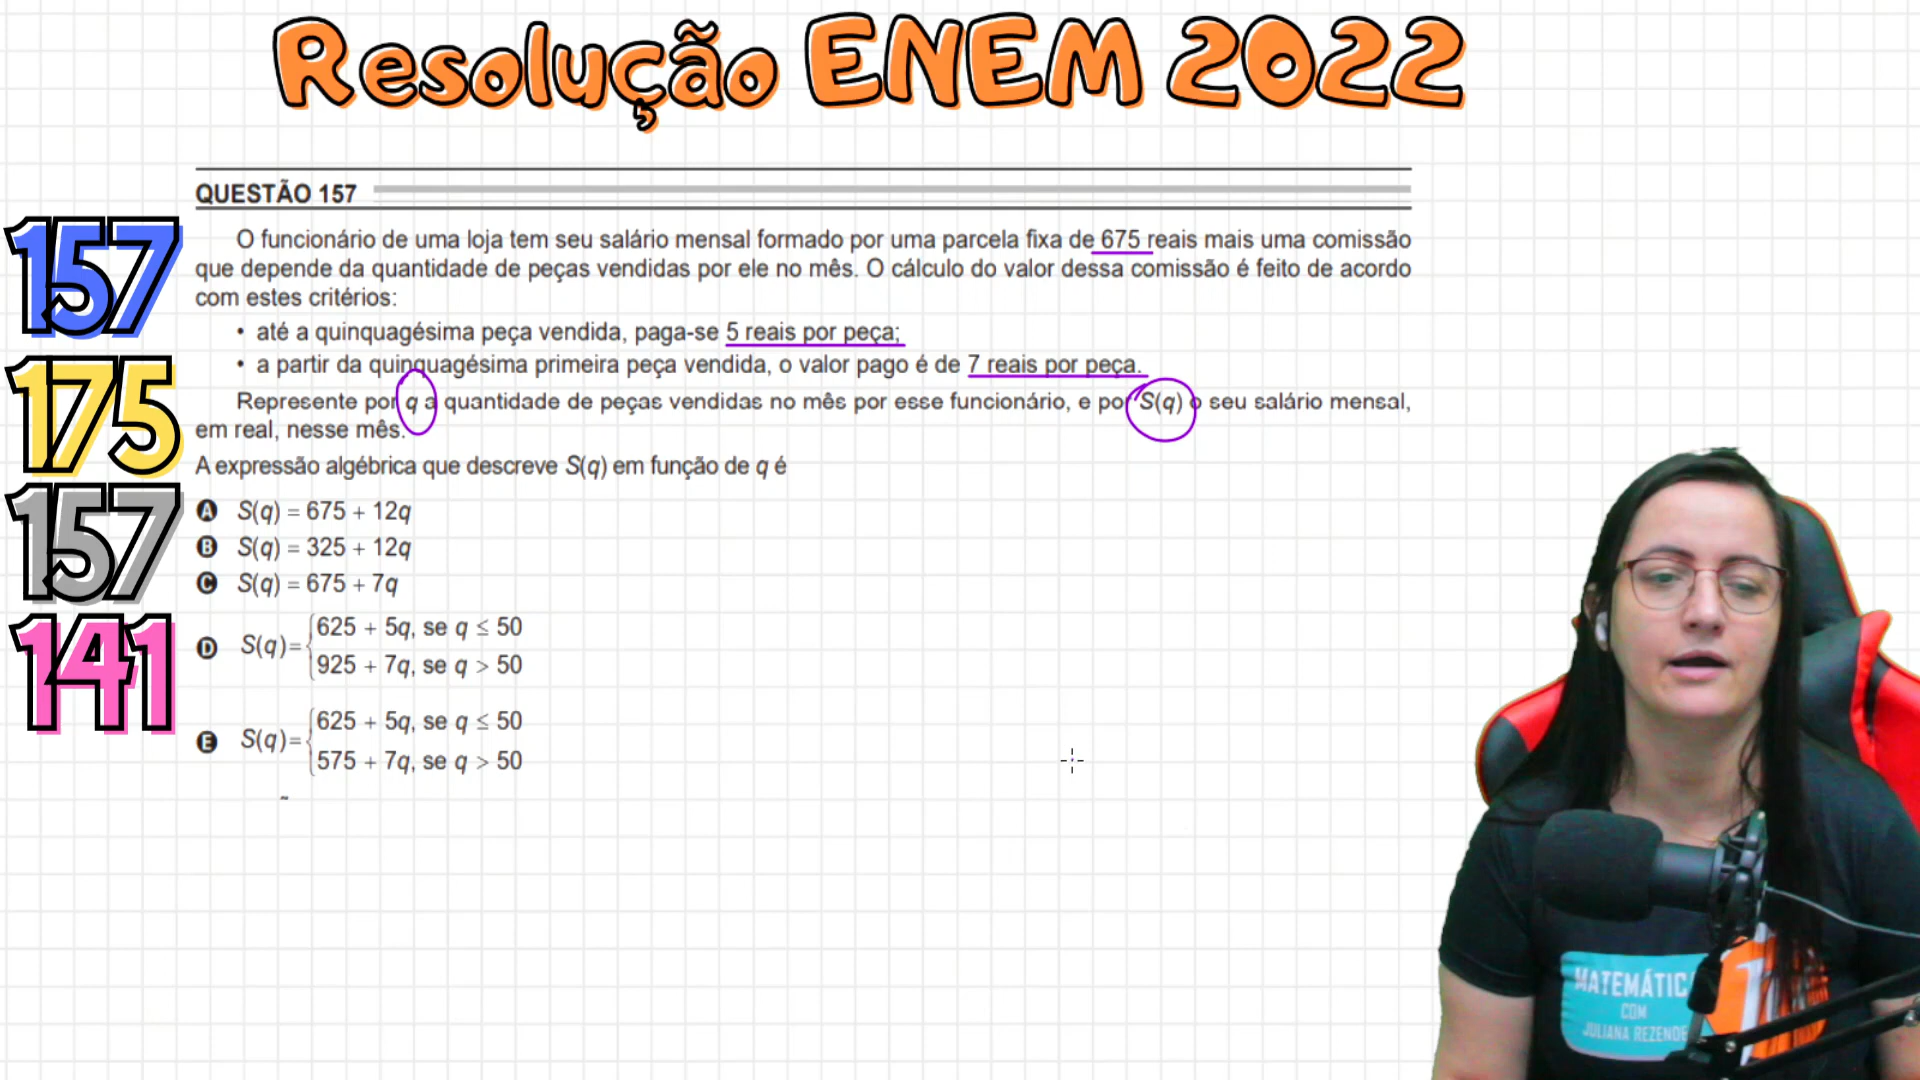 Resolução ENEM 2022
QUESTÃO 157
157
175
157
141
O funcionário de uma loja tem seu salário mensal formado por uma parcela fixa de 675 reais mais uma comissão
que depende da quantidade de peças vendidas por ele no mês. O cálculo do valor dessa comissão é feito de acordo
com estes critérios:
• até a quinquagésima peça vendida, paga-se 5 reais por peça;
• a partir da quinquagésima primeira peça vendida, o valor pago é de 7 reais por peça.
Represente por q a quantidade de peças vendidas no mês por esse funcionário, e por S(q) o seu salário mensal,
em real, nesse mês.
A expressão algébrica que descreve S(q) em função de q é
A S(q) = 675 + 12q
B S(q) = 325 + 12q
C S(q) = 675 + 7q
D S(q) = { 625 + 5q, se q ≤ 50
925 + 7q, se q > 50
E S(q) = { 625 + 5q, se q ≤ 50
575 + 7q, se q > 50
MATEMÁTIC
COM
JULIANA REZENDE